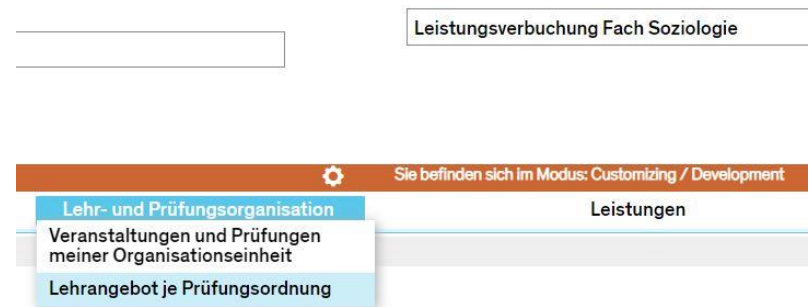 Leistungsverbuchung Fach Soziologie
Sie befinden sich im Modus: Customizing / Development
Lehr- und Prüfungsorganisation
Leistungen
Veranstaltungen und Prüfungen
meiner Organisationseinheit
Lehrangebot je Prüfungsordnung